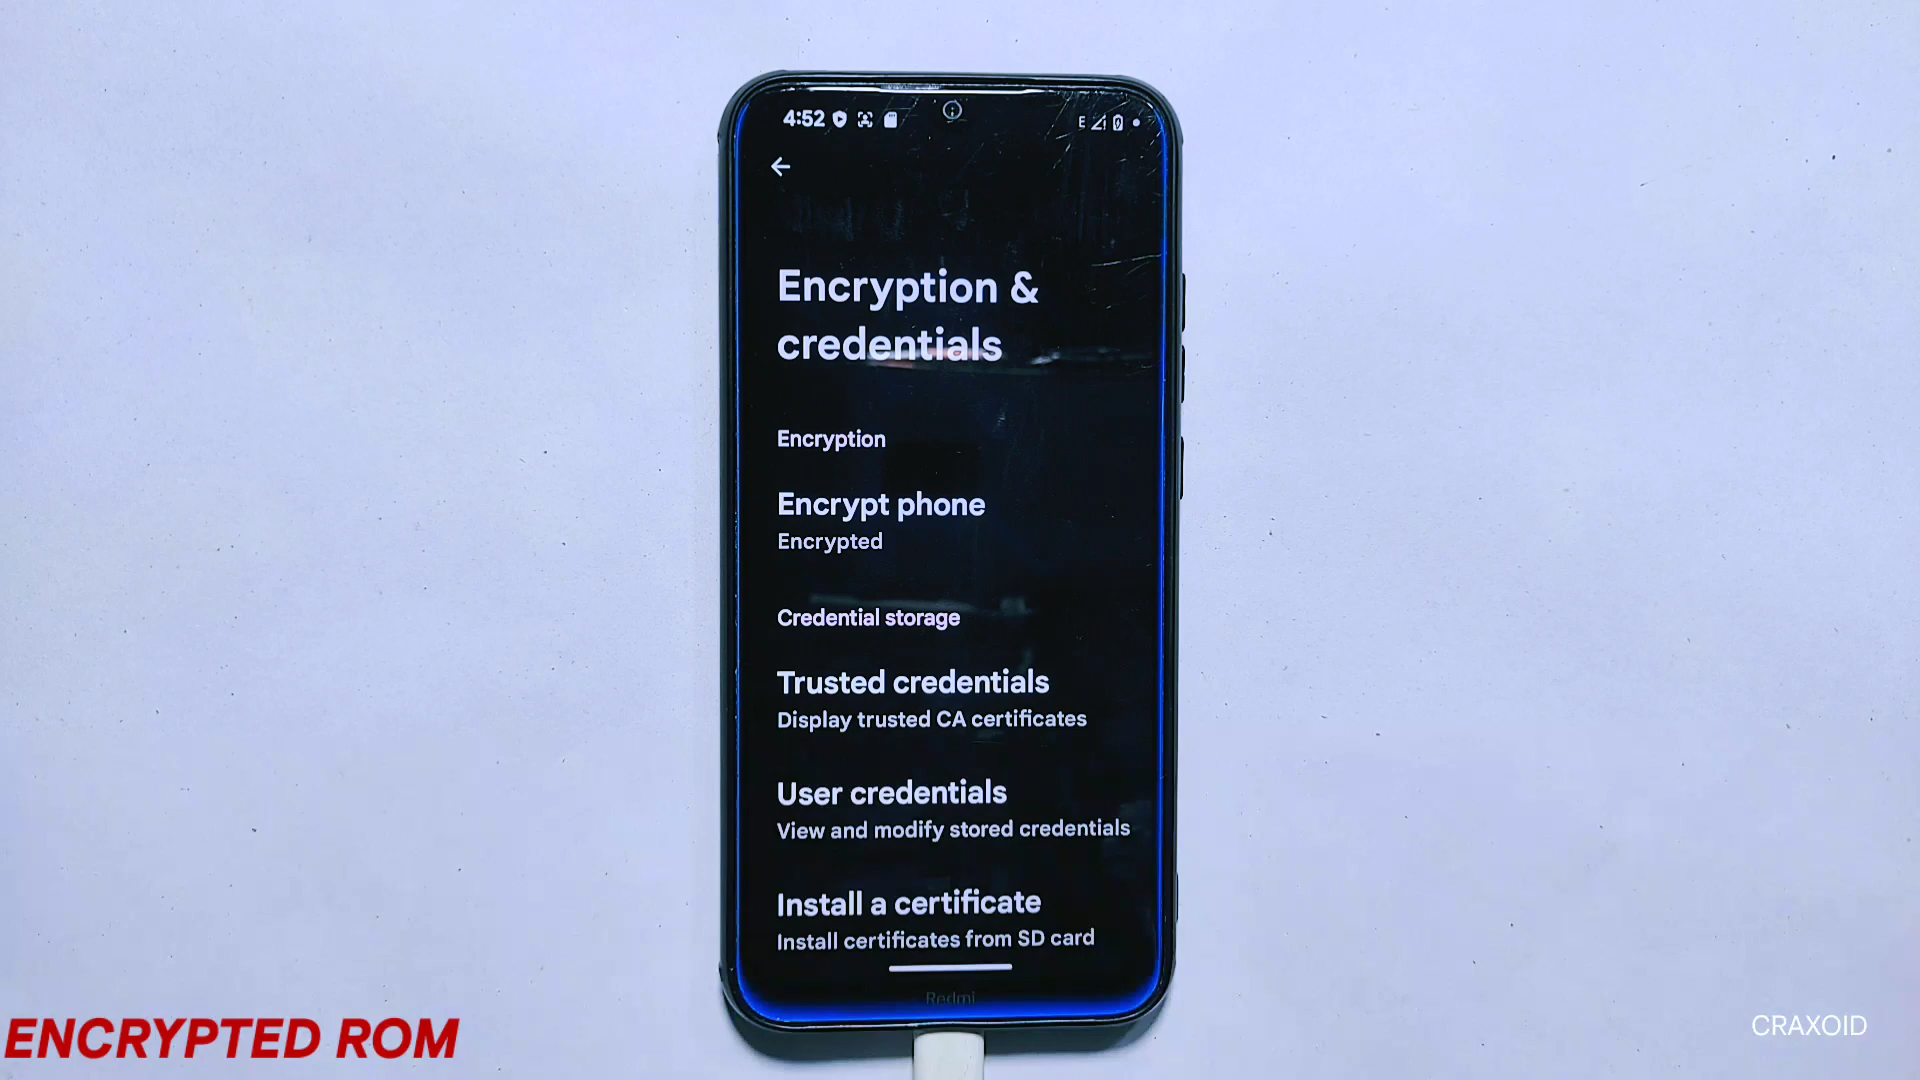 4:52
E
Encryption &
credentials
Encryption
Encrypt phone
Encrypted
Credential storage
Trusted credentials
Display trusted CA certificates
User credentials
View and modify stored credentials
Install a certificate
Install certificates from SD card
Redmi
ENCRYPTED ROM
CRAXOID